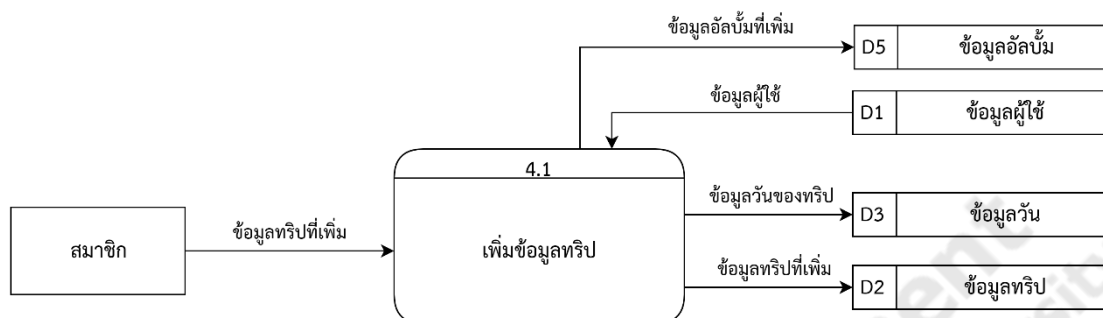 ข้อมูลอัลบั้มที่เพิ่ม
D5 ข้อมูลอัลบั้ม
ข้อมูลผู้ใช้
D1 ข้อมูลผู้ใช้
4.1
ข้อมูลวันของทริป
D3 ข้อมูลวัน
สมาชิก
ข้อมูลทริปที่เพิ่ม
เพิ่มข้อมูลทริป
ข้อมูลทริปที่เพิ่ม
D2 ข้อมูลทริป